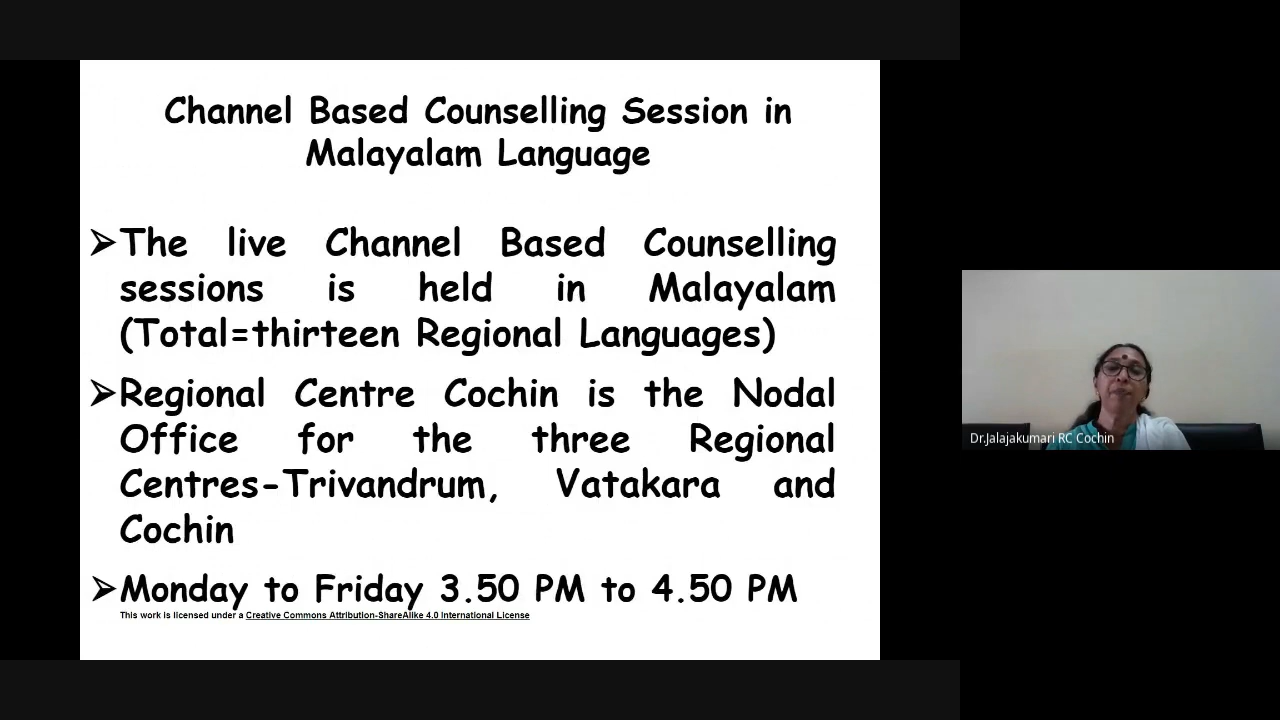 Channel Based Counselling Session in
Malayalam Language
➢The live Channel Based Counselling
sessions is held in Malayalam
(Total=thirteen Regional Languages)
➢Regional Centre Cochin is the Nodal
Office for the three Regional
Centres-Trivandrum, Vatakara and
Cochin
➢Monday to Friday 3.50 PM to 4.50 PM
This work is licensed under a Creative Commons Attribution-ShareAlike 4.0 International License
Dr.Jalajakumari RC Cochin